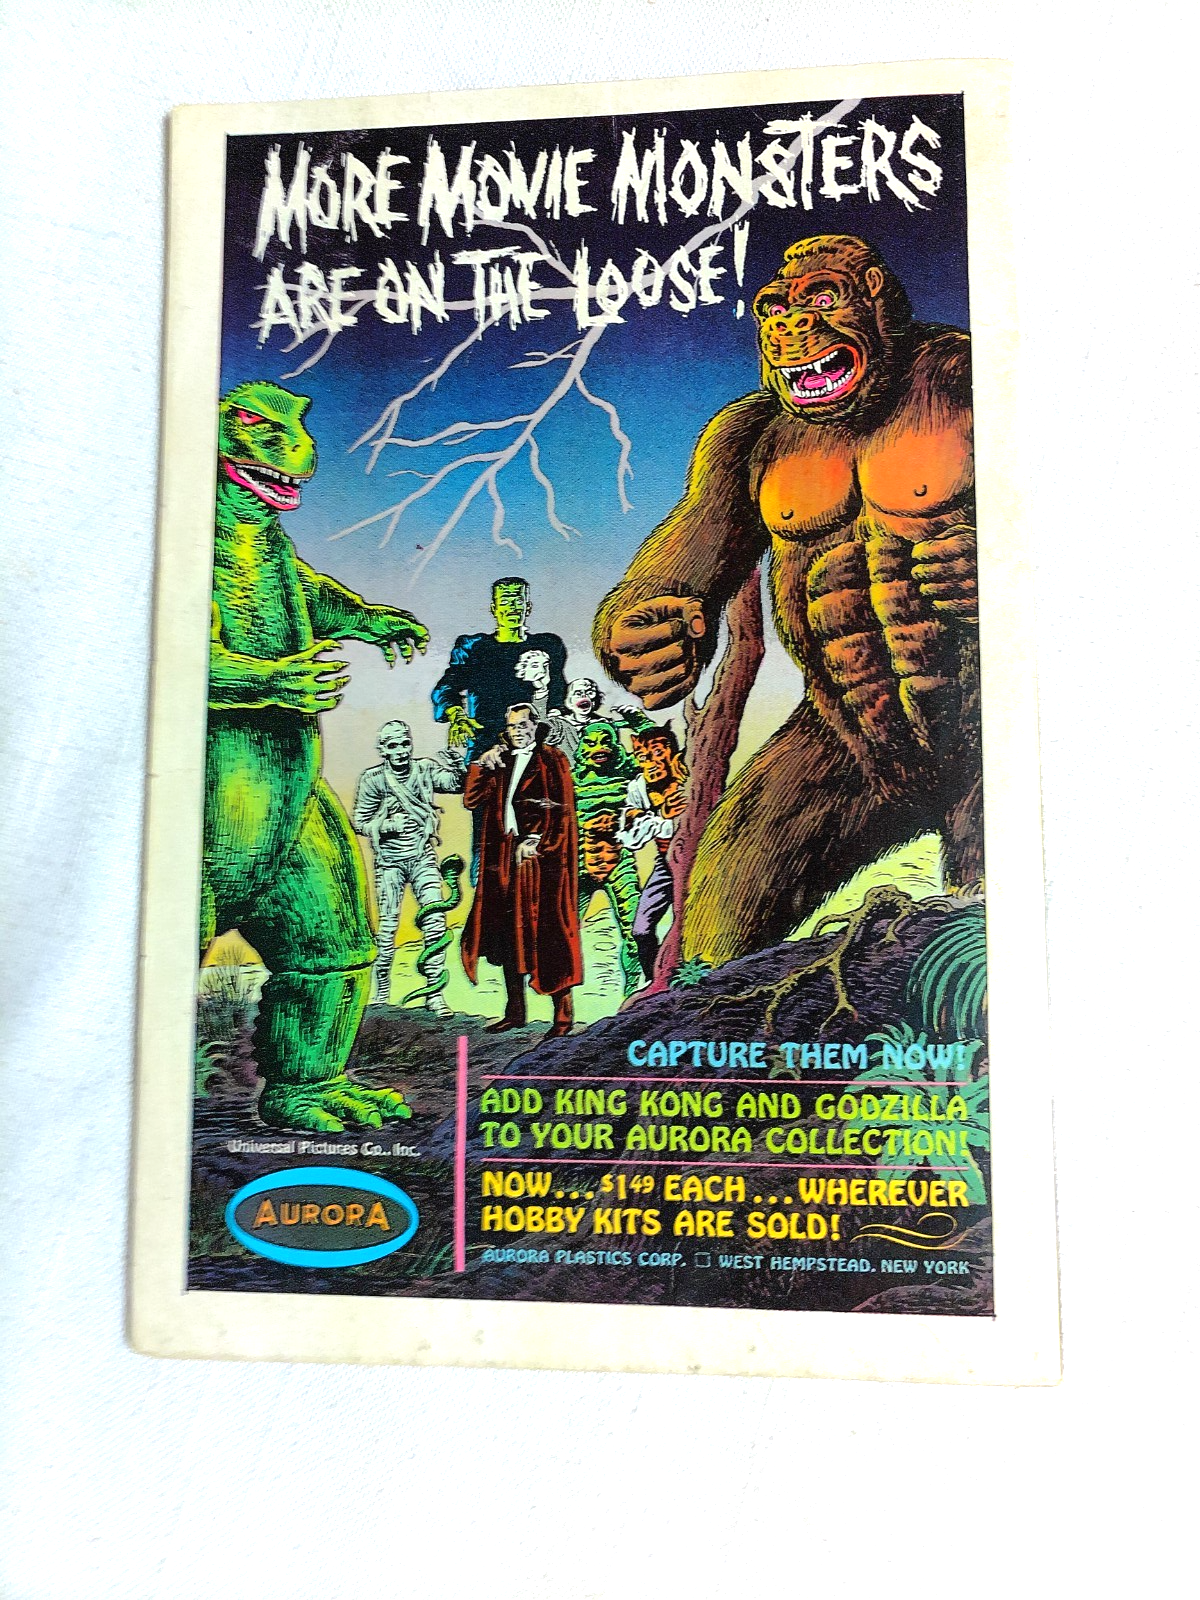 MORE MOVIE MONSTERS
ARE ON THE LOOSE!
CAPTURE THEM NOW!
ADD KING KONG AND GODZILLA
TO YOUR AURORA COLLECTION!
NOW... $1.49 EACH... WHEREVER
HOBBY KITS ARE SOLD!
AURORA PLASTICS CORP. □ WEST HEMPSTEAD, NEW YORK
Universal Pictures Co., Inc.
AURORA